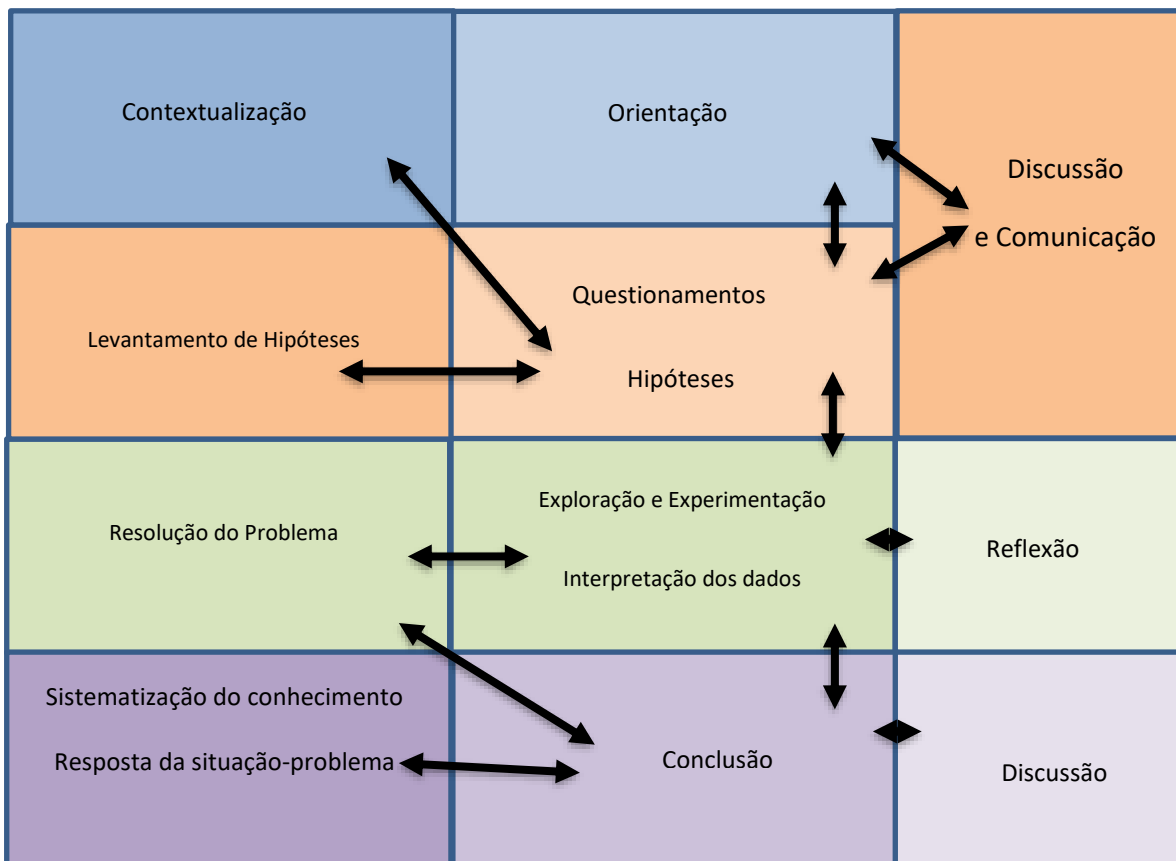 Contextualização
Orientação
Discussão
e Comunicação
Levantamento de Hipóteses
Questionamentos
Hipóteses
Resolução do Problema
Exploração e Experimentação
Interpretação dos dados
Reflexão
Sistematização do conhecimento
Resposta da situação-problema
Conclusão
Discussão